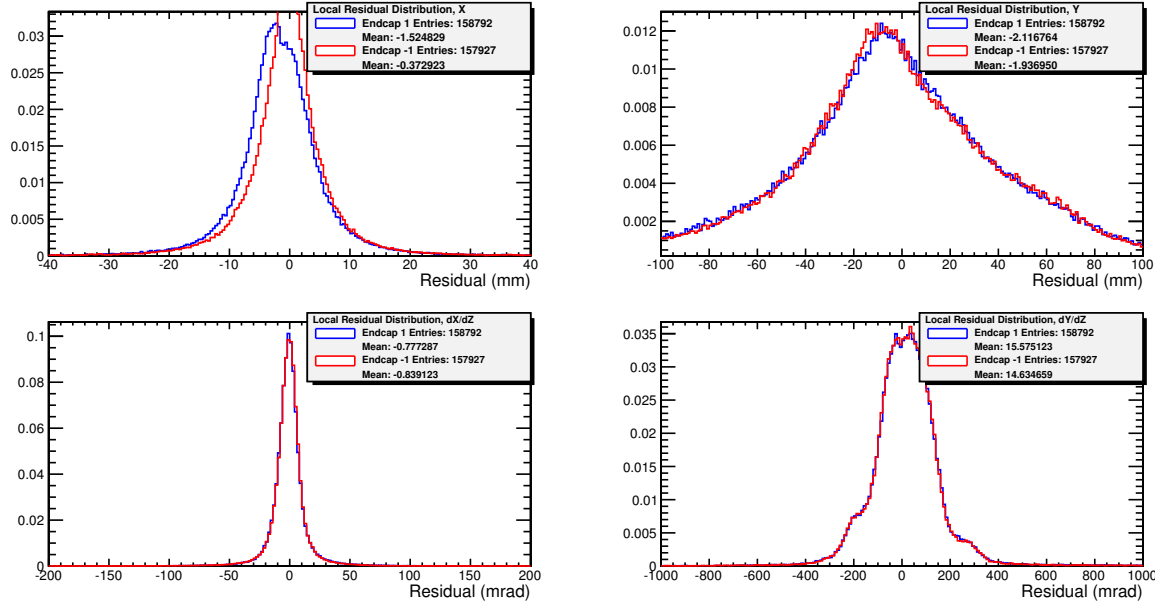 Local Residual Distribution, X
Endcap 1 Entries: 158792
Mean: -1.524829
Endcap -1 Entries: 157927
Mean: -0.372923
0.03
0.025
0.02
0.015
0.01
0.005
0
-40 -30 -20 -10 0 10 20 30 40
Residual (mm)
Local Residual Distribution, Y
Endcap 1 Entries: 158792
Mean: -2.116764
Endcap -1 Entries: 157927
Mean: -1.936950
0.012
0.01
0.008
0.006
0.004
0.002
-100 -80 -60 -40 -20 0 20 40 60 80 100
Residual (mm)
Local Residual Distribution, dX/dZ
Endcap 1 Entries: 158792
Mean: -0.777287
Endcap -1 Entries: 157927
Mean: -0.839123
0.1
0.08
0.06
0.04
0.02
0
-200 -150 -100 -50 0 50 100 150 200
Residual (mrad)
Local Residual Distribution, dY/dZ
Endcap 1 Entries: 158792
Mean: 15.575123
Endcap -1 Entries: 157927
Mean: 14.634659
0.035
0.03
0.025
0.02
0.015
0.01
0.005
0
-1000 -800 -600 -400 -200 0 200 400 600 800 1000
Residual (mrad)